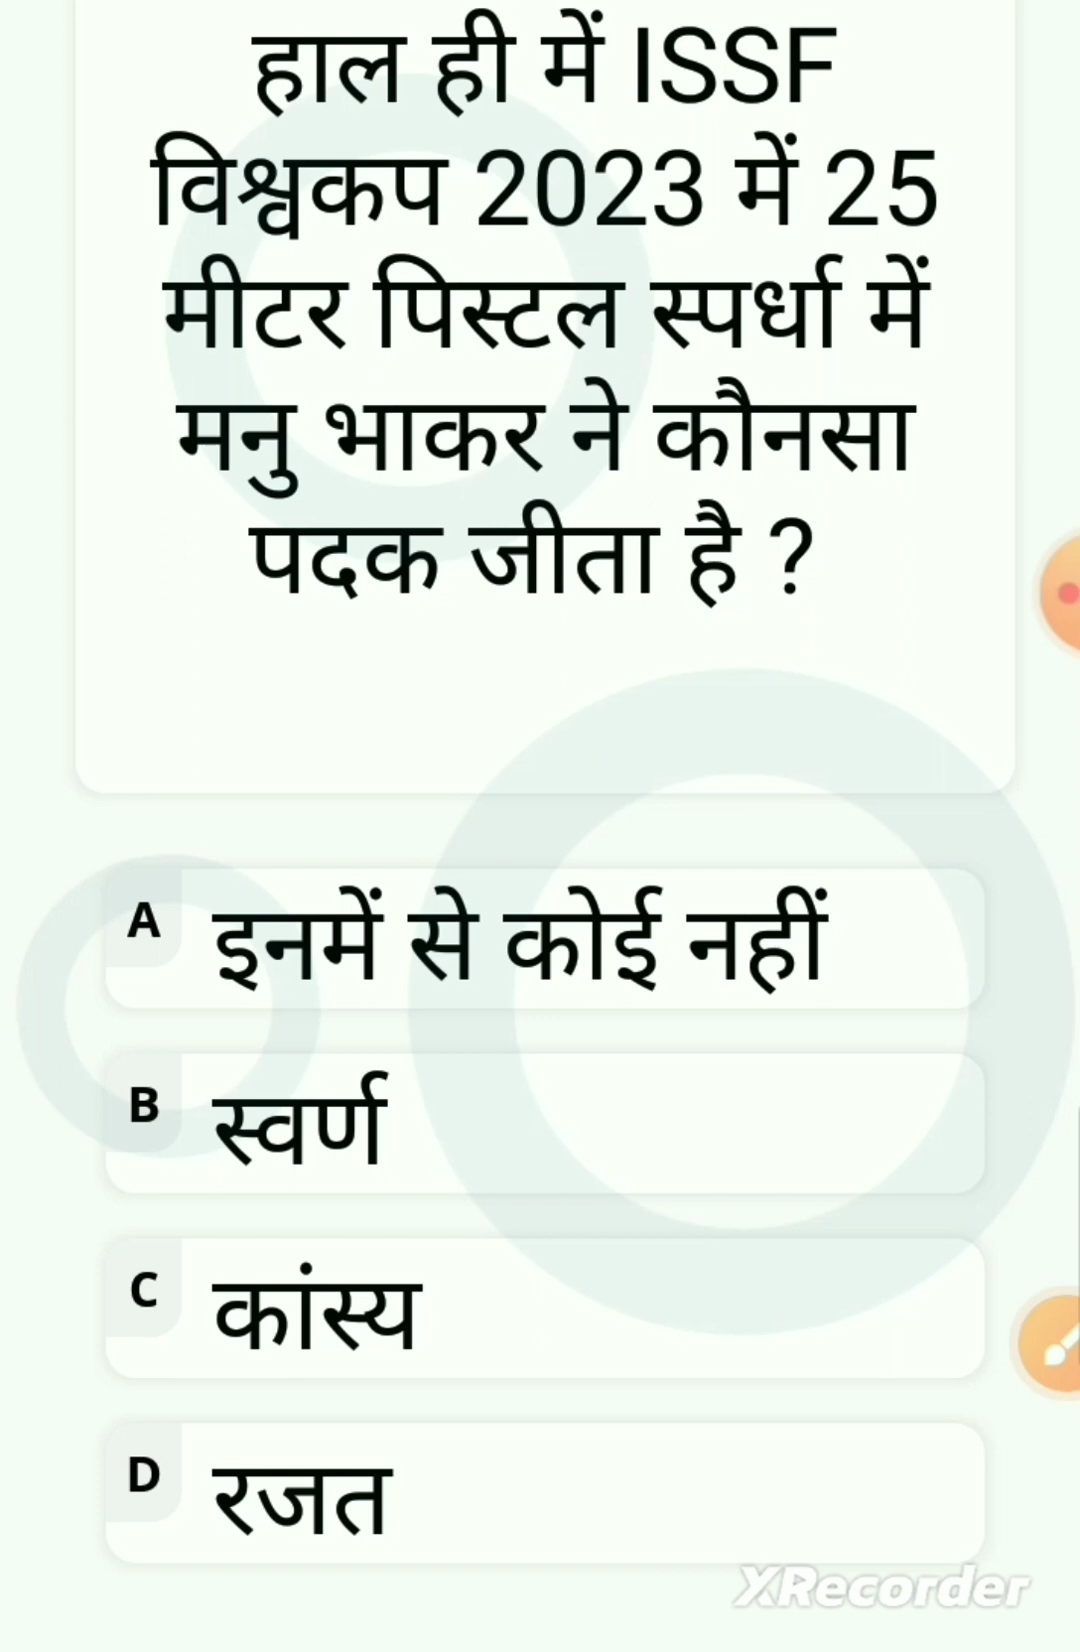 हाल ही में ISSF
विश्वकप 2023 में 25
मीटर पिस्टल स्पर्धा में
मनु भाकर ने कौनसा
पदक जीता है ?
A इनमें से कोई नहीं
B स्वर्ण
C कांस्य
D रजत
XRecorder